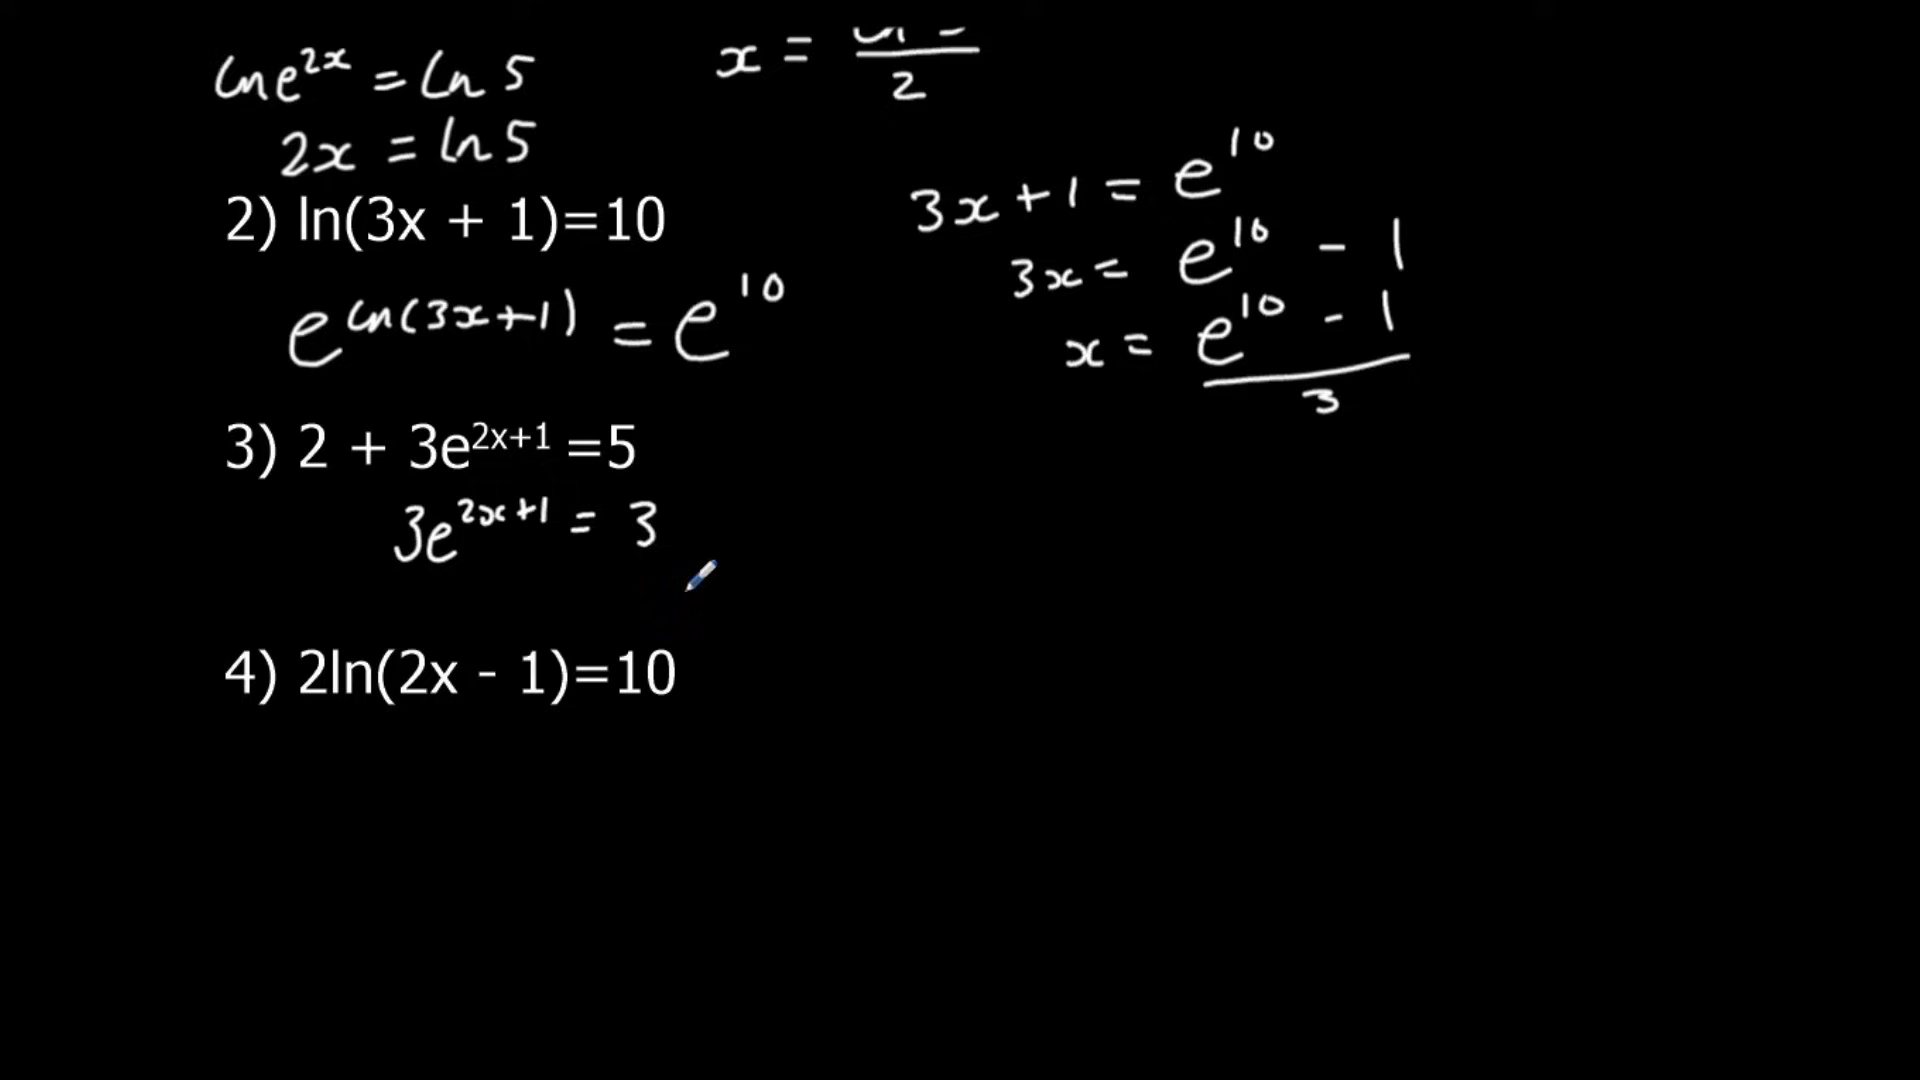 ln e^{2x} = ln 5
2x = ln 5
x = /2
2) ln(3x + 1)=10
e^{ln(3x+1)} = e^{10}
3x + 1 = e^{10}
3x = e^{10} - 1
x = (e^{10} - 1)/3
3) 2 + 3e^{2x+1} =5
3e^{2x+1} = 3
4) 2ln(2x - 1)=10